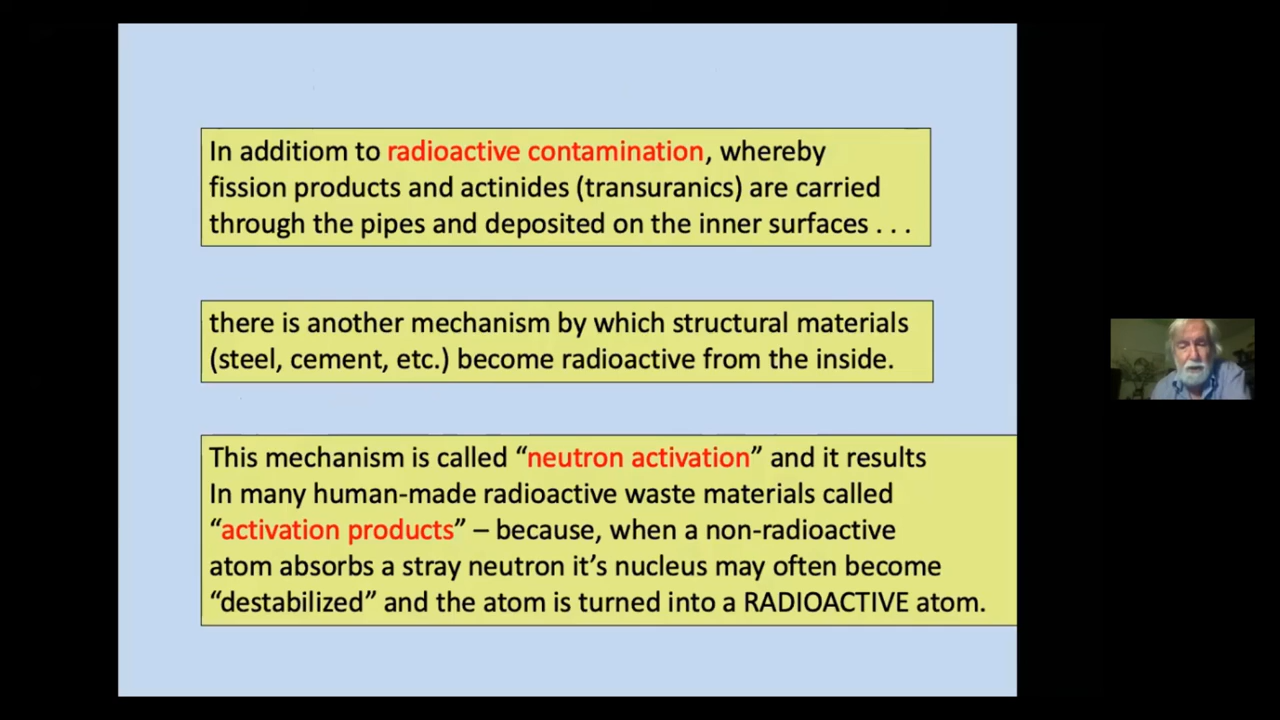 In additiom to radioactive contamination, whereby
fission products and actinides (transuranics) are carried
through the pipes and deposited on the inner surfaces . . .
there is another mechanism by which structural materials
(steel, cement, etc.) become radioactive from the inside.
This mechanism is called “neutron activation” and it results
In many human-made radioactive waste materials called
“activation products” – because, when a non-radioactive
atom absorbs a stray neutron it’s nucleus may often become
“destabilized” and the atom is turned into a RADIOACTIVE atom.